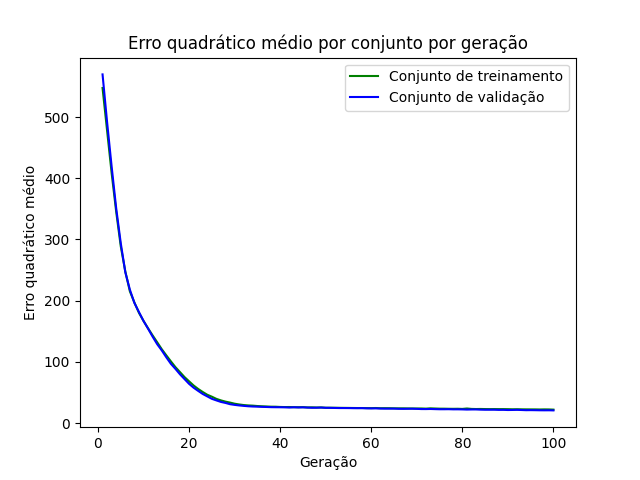 Erro quadrático médio por conjunto por geração
Conjunto de treinamento
Conjunto de validação
Erro quadrático médio
500
400
300
200
100
0
0 20 40 60 80 100
Geração